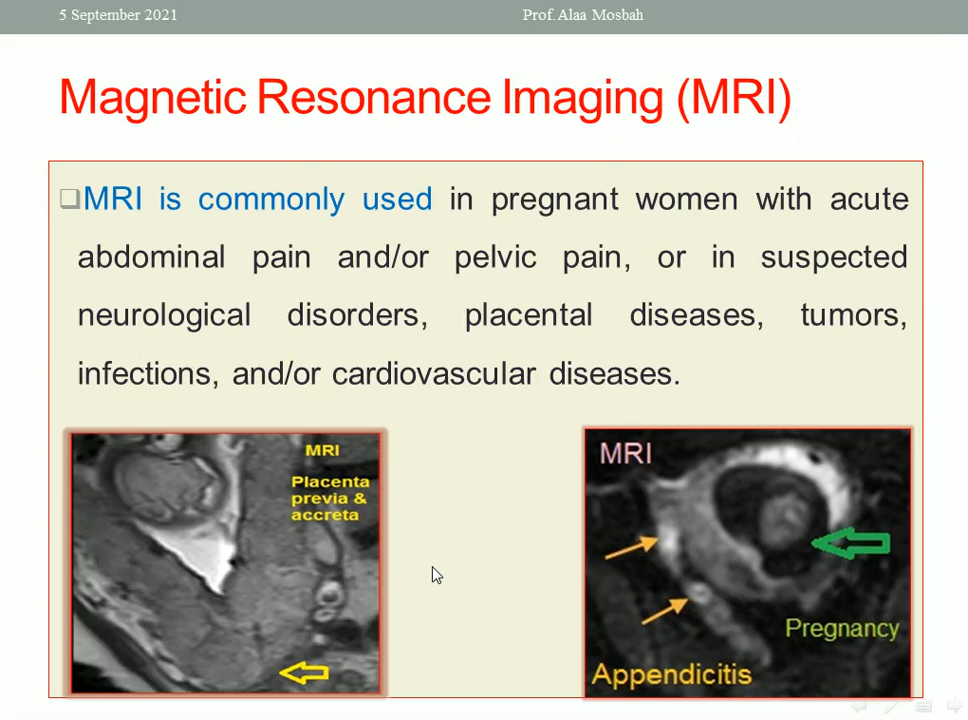 5 September 2021
Prof. Alaa Mosbah
Magnetic Resonance Imaging (MRI)
MRI is commonly used in pregnant women with acute
abdominal pain and/or pelvic pain, or in suspected
neurological disorders, placental diseases, tumors,
infections, and/or cardiovascular diseases.
MRI
Placenta
previa &
accreta
MRI
Pregnancy
Appendicitis